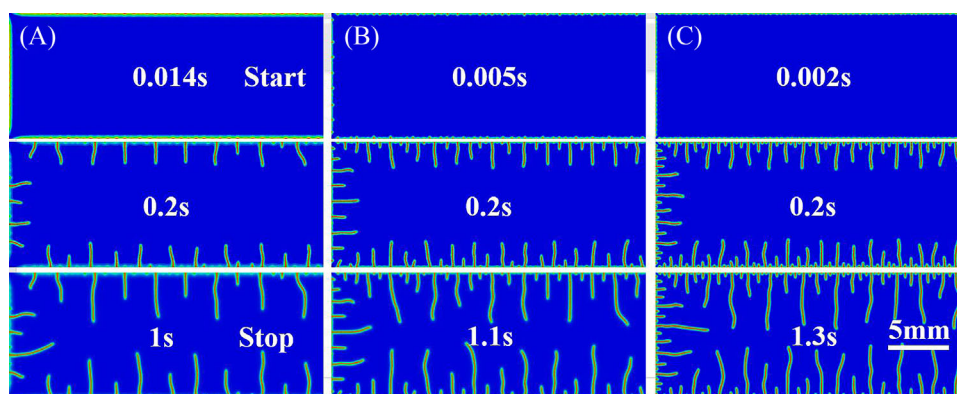 (A)
0.014s Start
0.2s
1s Stop
(B)
0.005s
0.2s
1.1s
(C)
0.002s
0.2s
1.3s
5mm